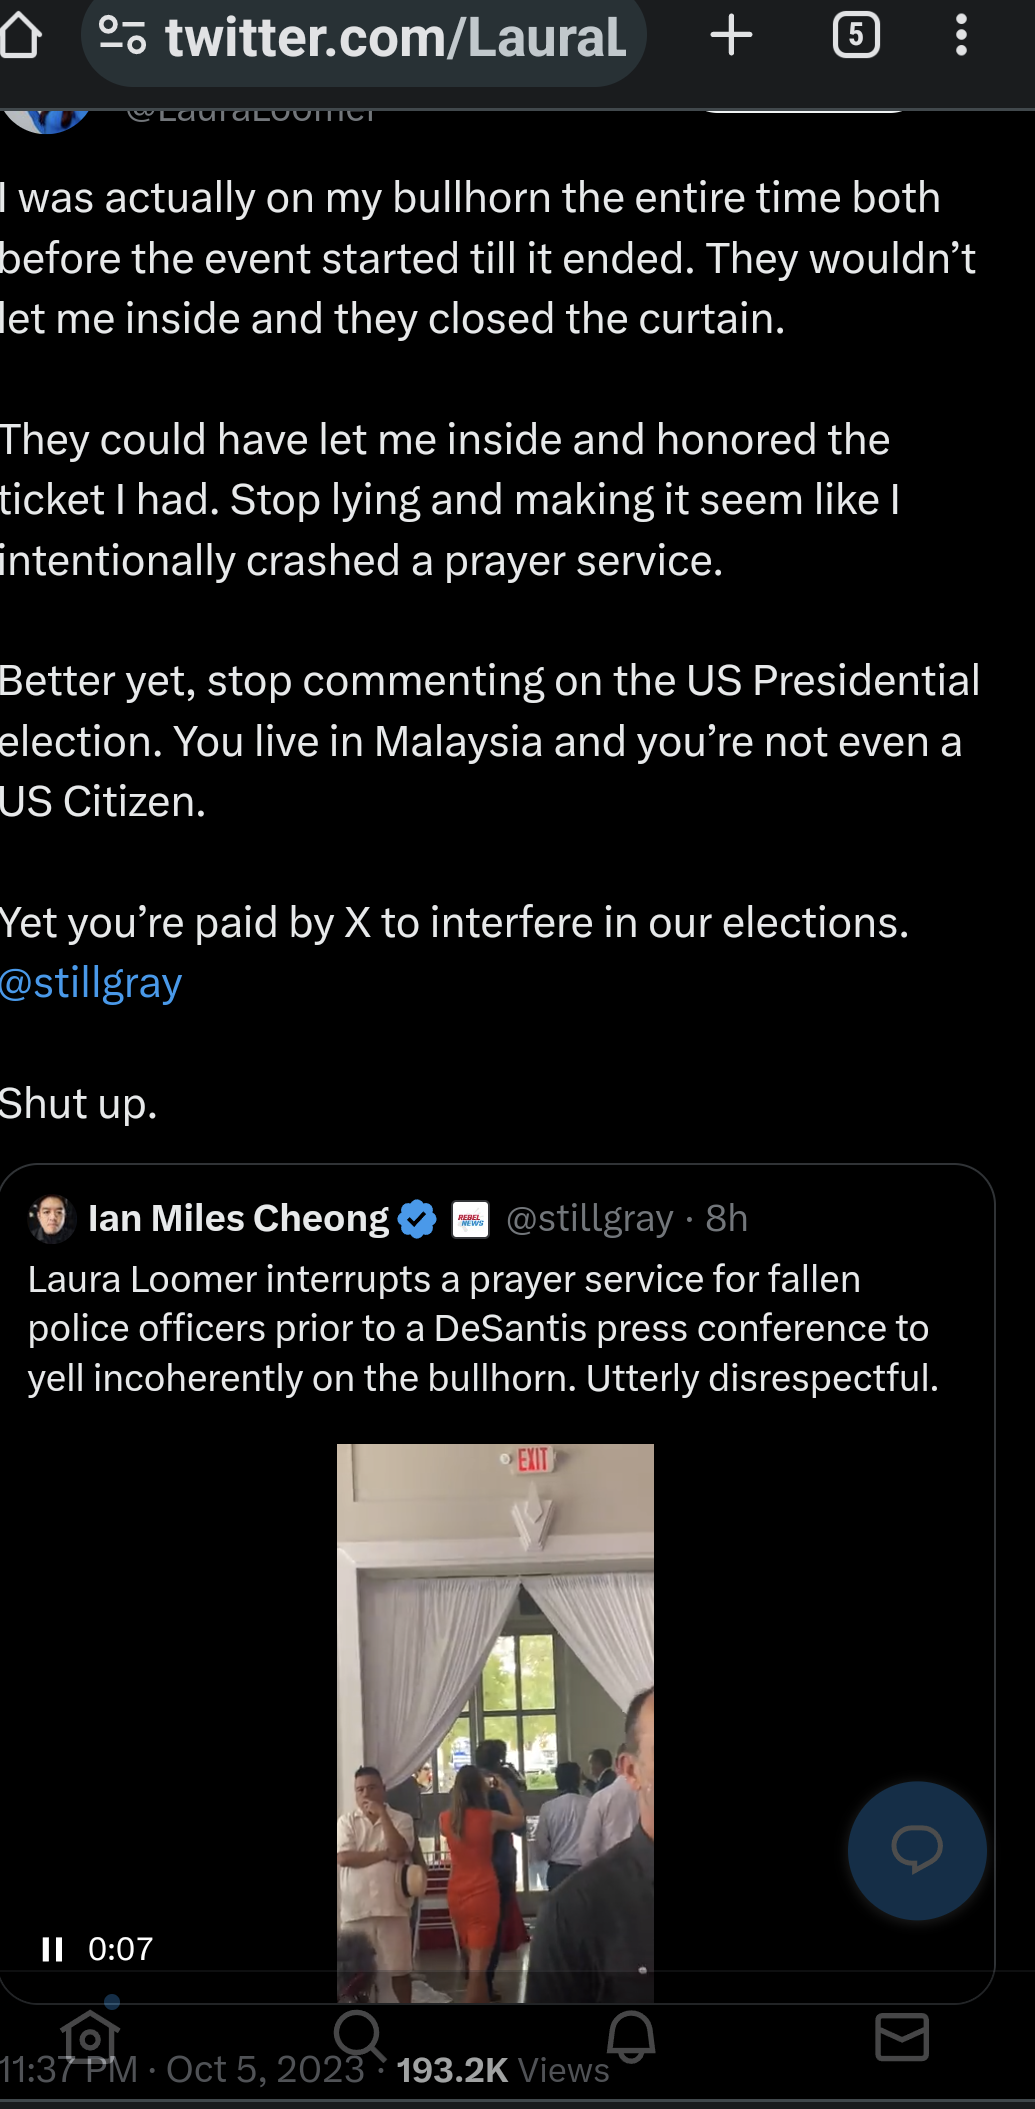 twitter.com/LauraL
5
@LauraLoomer
I was actually on my bullhorn the entire time both
before the event started till it ended. They wouldn’t
let me inside and they closed the curtain.
They could have let me inside and honored the
ticket I had. Stop lying and making it seem like I
intentionally crashed a prayer service.
Better yet, stop commenting on the US Presidential
election. You live in Malaysia and you’re not even a
US Citizen.
Yet you’re paid by X to interfere in our elections.
@stillgray
Shut up.
Ian Miles Cheong REBEL NEWS @stillgray · 8h
Laura Loomer interrupts a prayer service for fallen
police officers prior to a DeSantis press conference to
yell incoherently on the bullhorn. Utterly disrespectful.
EXIT
0:07
11:37 PM · Oct 5, 2023 · 193.2K Views